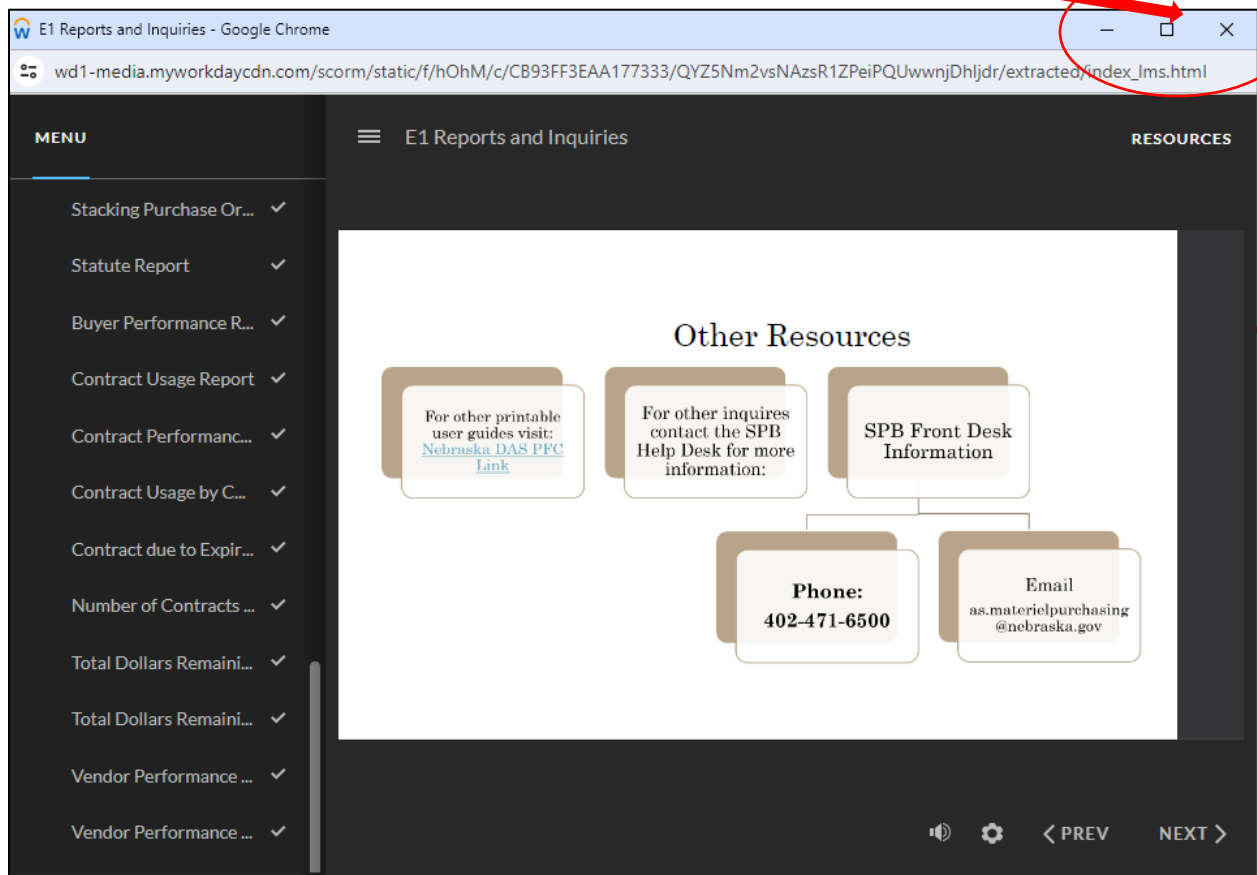 E1 Reports and Inquiries - Google Chrome
wd1-media.myworkdaycdn.com/scorm/static/f/hOhM/c/CB93FF3EAA177333/QYZ5Nm2vsNAzsR1ZPeiPQUwwnjDhljdr/extracted/index_lms.html
MENU
E1 Reports and Inquiries
RESOURCES
Stacking Purchase Or...
Statute Report
Buyer Performance R...
Contract Usage Report
Contract Performanc...
Contract Usage by C...
Contract due to Expir...
Number of Contracts ...
Total Dollars Remaini...
Total Dollars Remaini...
Vendor Performance ...
Vendor Performance ...
Other Resources
For other printable
user guides visit:
Nebraska DAS PFC
Link
For other inquires
contact the SPB
Help Desk for more
information:
SPB Front Desk
Information
Phone:
402-471-6500
Email
as.materielpurchasing
@nebraska.gov
PREV
NEXT